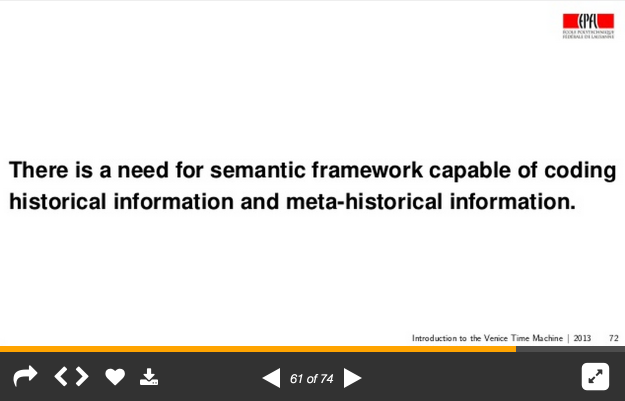 EPFL
ÉCOLE POLYTECHNIQUE
FÉDÉRALE DE LAUSANNE
There is a need for semantic framework capable of coding
historical information and meta-historical information.
Introduction to the Venice Time Machine | 2013 72
61 of 74